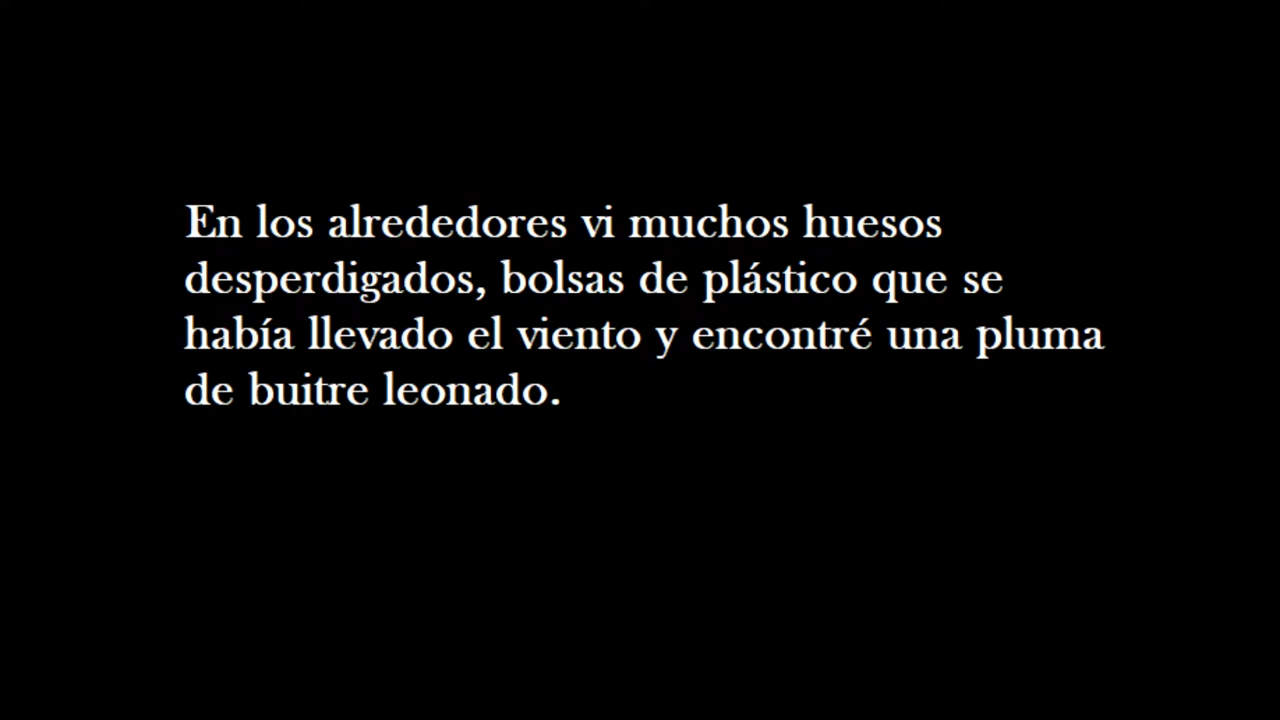 En los alrededores vi muchos huesos
desperdigados, bolsas de plástico que se
había llevado el viento y encontré una pluma
de buitre leonado.